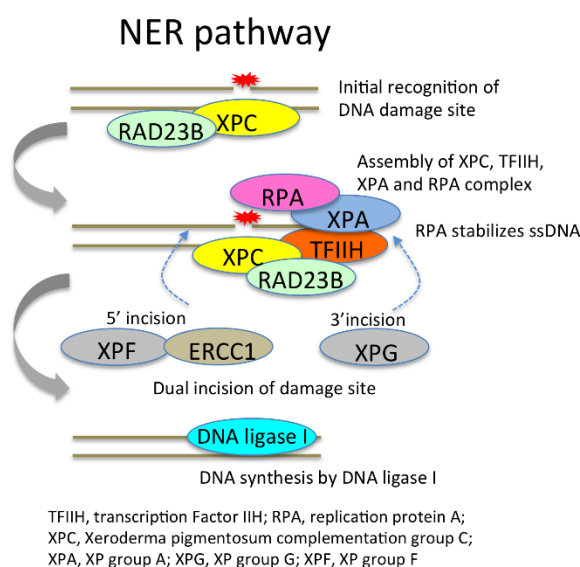 NER pathway
Initial recognition of
DNA damage site
RAD23B
XPC
Assembly of XPC, TFIIH,
XPA and RPA complex
RPA
XPA
RPA stabilizes ssDNA
XPC
TFIIH
RAD23B
5' incision
3'incision
XPF
ERCC1
XPG
Dual incision of damage site
DNA ligase I
DNA synthesis by DNA ligase I
TFIIH, transcription Factor IIH; RPA, replication protein A;
XPC, Xeroderma pigmentosum complementation group C;
XPA, XP group A; XPG, XP group G; XPF, XP group F